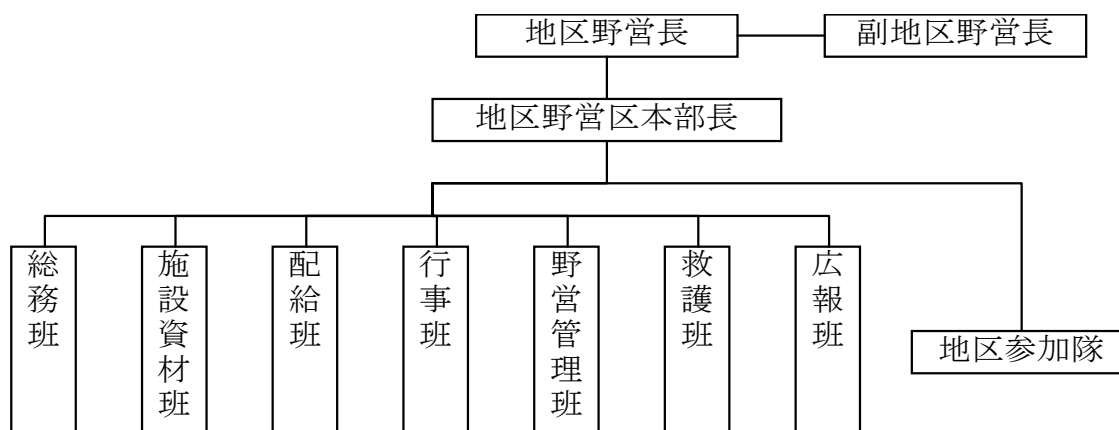 地区野営長
副地区野営長
地区野営区本部長
総務班
施設資材班
配給班
行事班
野営管理班
救護班
広報班
地区参加隊